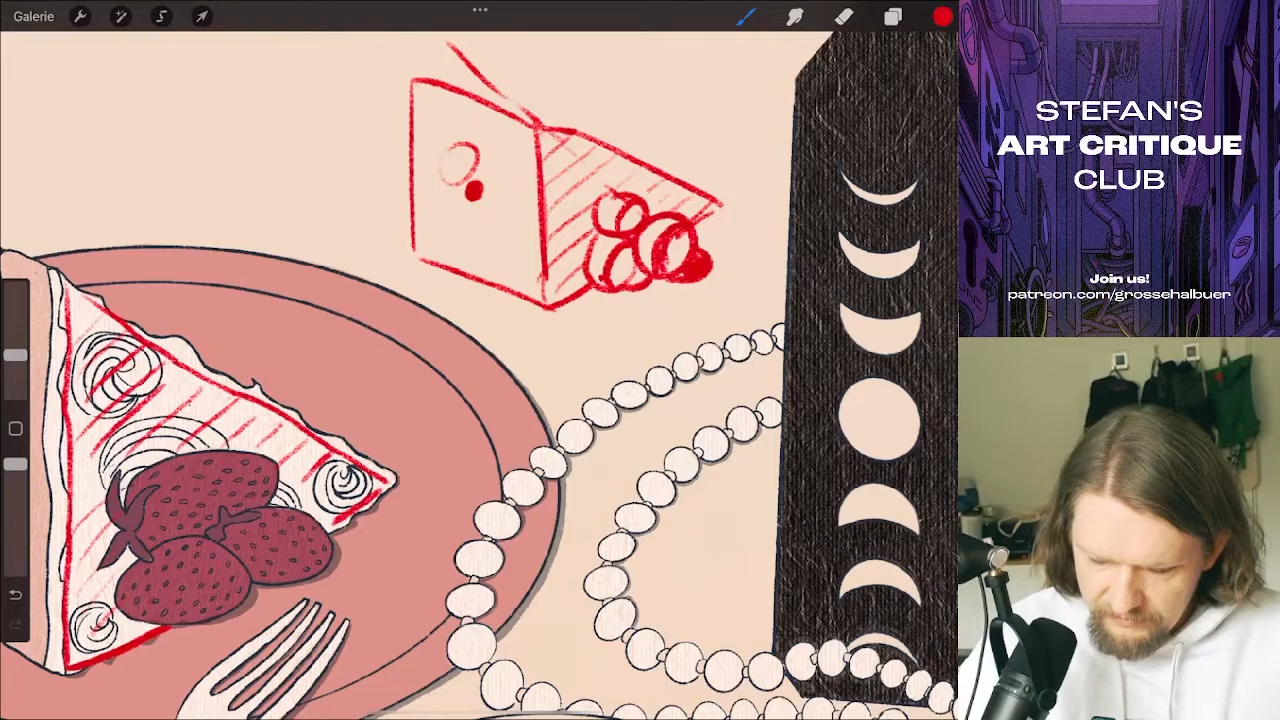 Galerie
STEFAN'S
ART CRITIQUE
CLUB
Join us!
patreon.com/grossehalbuer